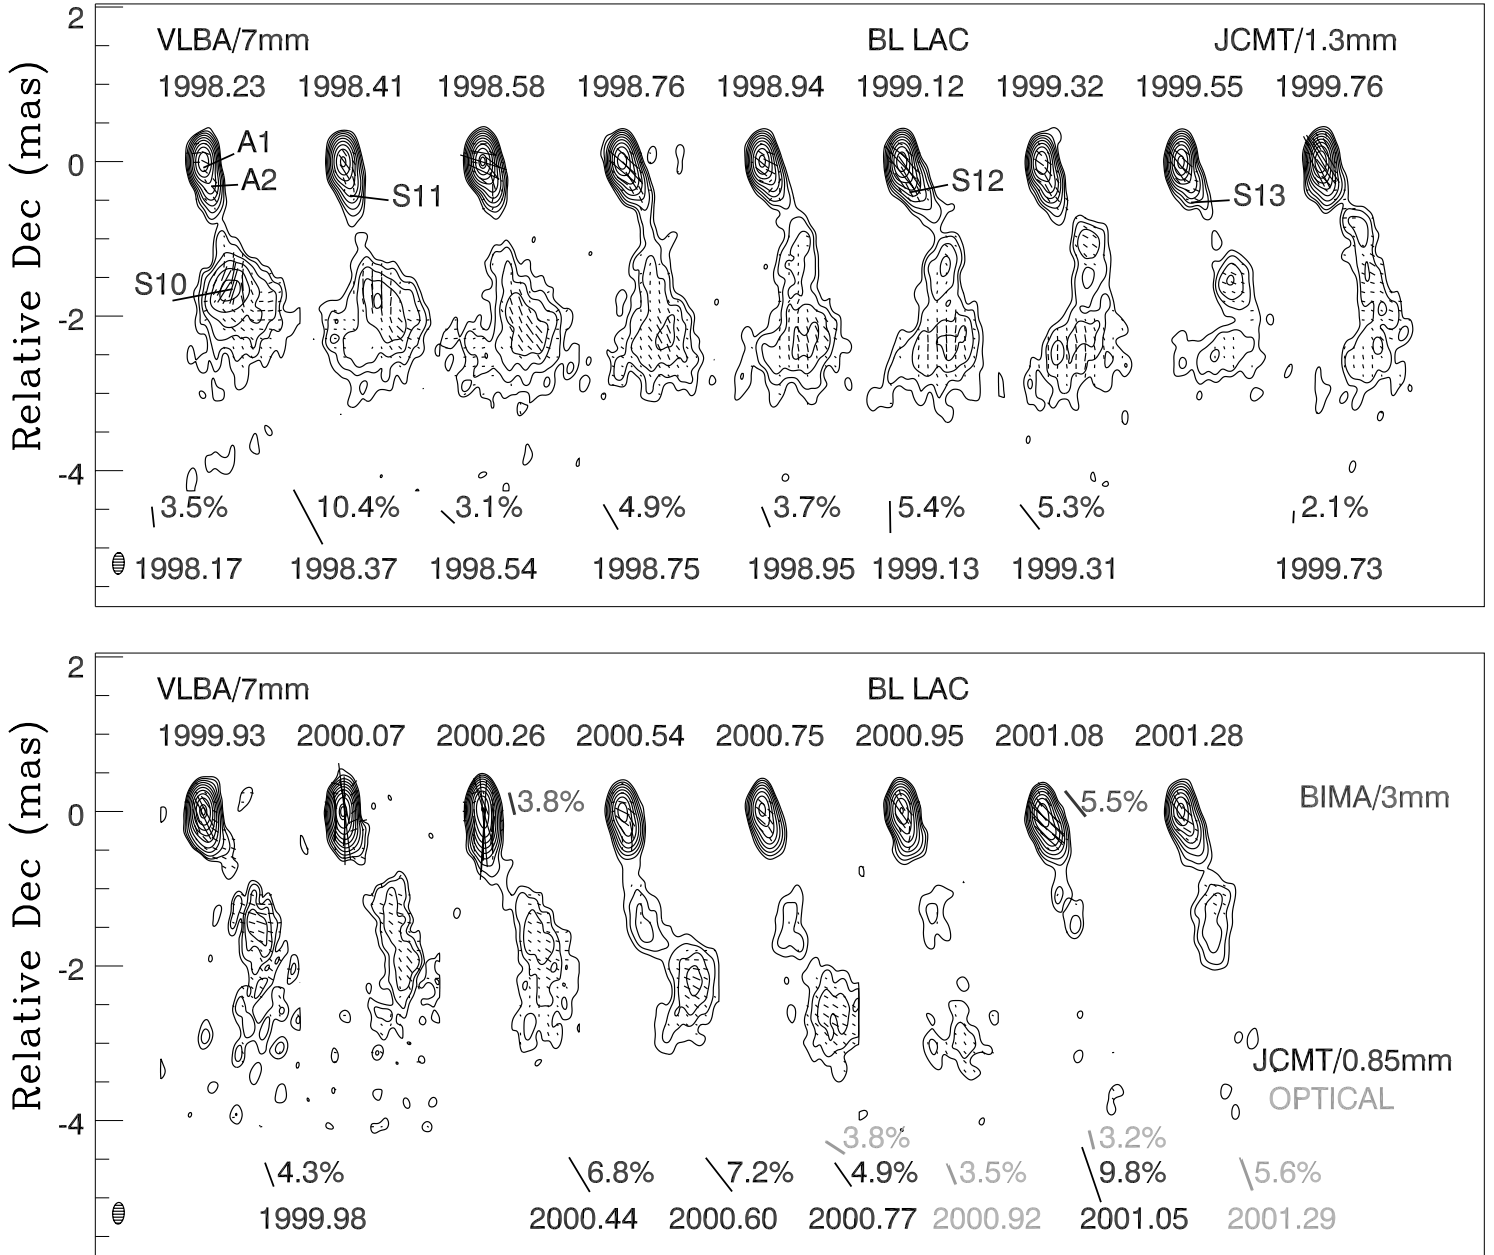 2
VLBA/7mm BL LAC JCMT/1.3mm
1998.23 1998.41 1998.58 1998.76 1998.94 1999.12 1999.32 1999.55 1999.76
Relative Dec (mas)
A1
0
A2 S11 S12 S13
S10
-2
-4
3.5% 10.4% 3.1% 4.9% 3.7% 5.4% 5.3% 2.1%
1998.17 1998.37 1998.54 1998.75 1998.95 1999.13 1999.31 1999.73
2
VLBA/7mm BL LAC
1999.93 2000.07 2000.26 2000.54 2000.75 2000.95 2001.08 2001.28
Relative Dec (mas)
0 3.8% 5.5% BIMA/3mm
-2
JCMT/0.85mm
OPTICAL
-4
3.8% 3.2%
4.3% 6.8% 7.2% 4.9% 3.5% 9.8% 5.6%
1999.98 2000.44 2000.60 2000.77 2000.92 2001.05 2001.29